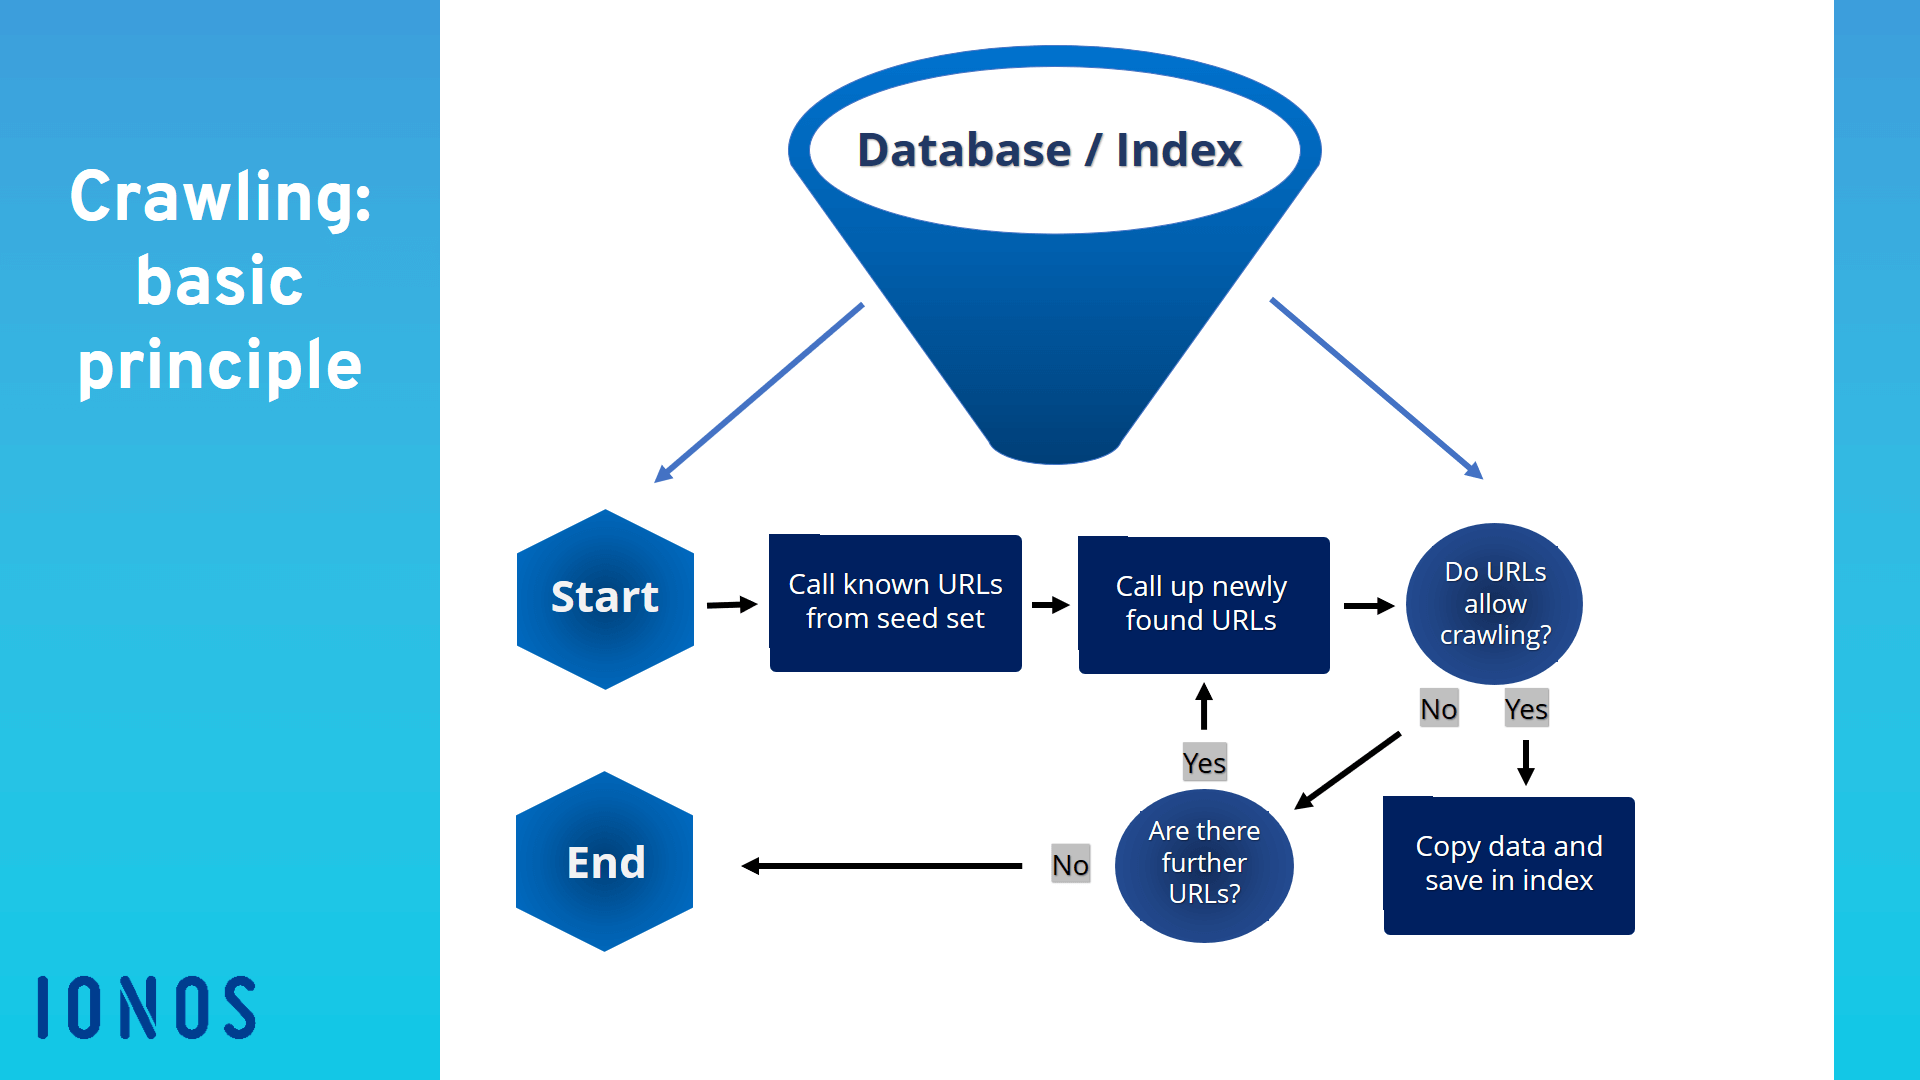 Crawling:
basic
principle
Database / Index
Start
Call known URLs
from seed set
Call up newly
found URLs
Do URLs
allow
crawling?
No
Yes
Yes
End
No
Are there
further
URLs?
Copy data and
save in index
IONOS